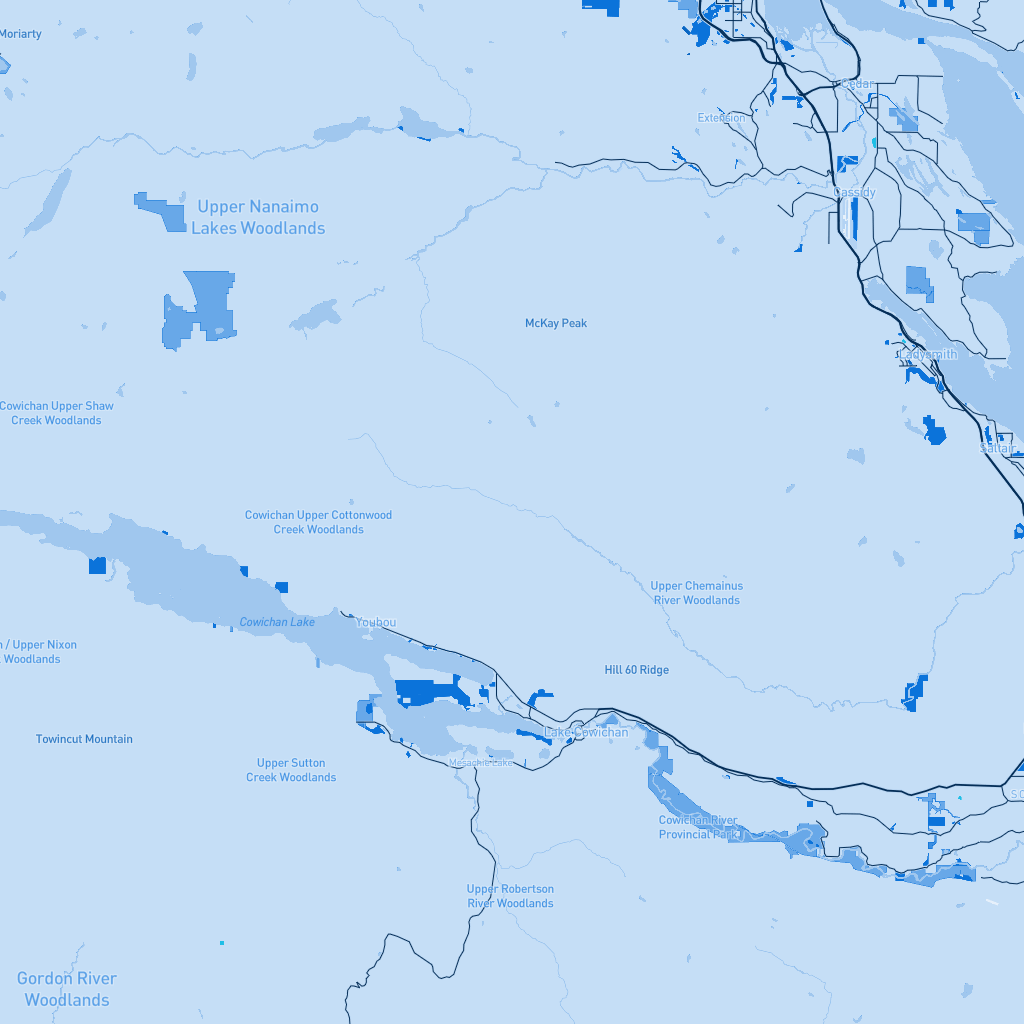 Moriarty
Cedar
Extension
Cassidy
Upper Nanaimo
Lakes Woodlands
McKay Peak
Ladysmith
Cowichan Upper Shaw
Creek Woodlands
Saltair
Cowichan Upper Cottonwood
Creek Woodlands
Upper Chemainus
River Woodlands
Cowichan Lake
Youbou
/ Upper Nixon
Woodlands
Hill 60 Ridge
Lake Cowichan
Towincut Mountain
Mesachie Lake
Upper Sutton
Creek Woodlands
Cowichan River
Provincial Park
Upper Robertson
River Woodlands
Gordon River
Woodlands